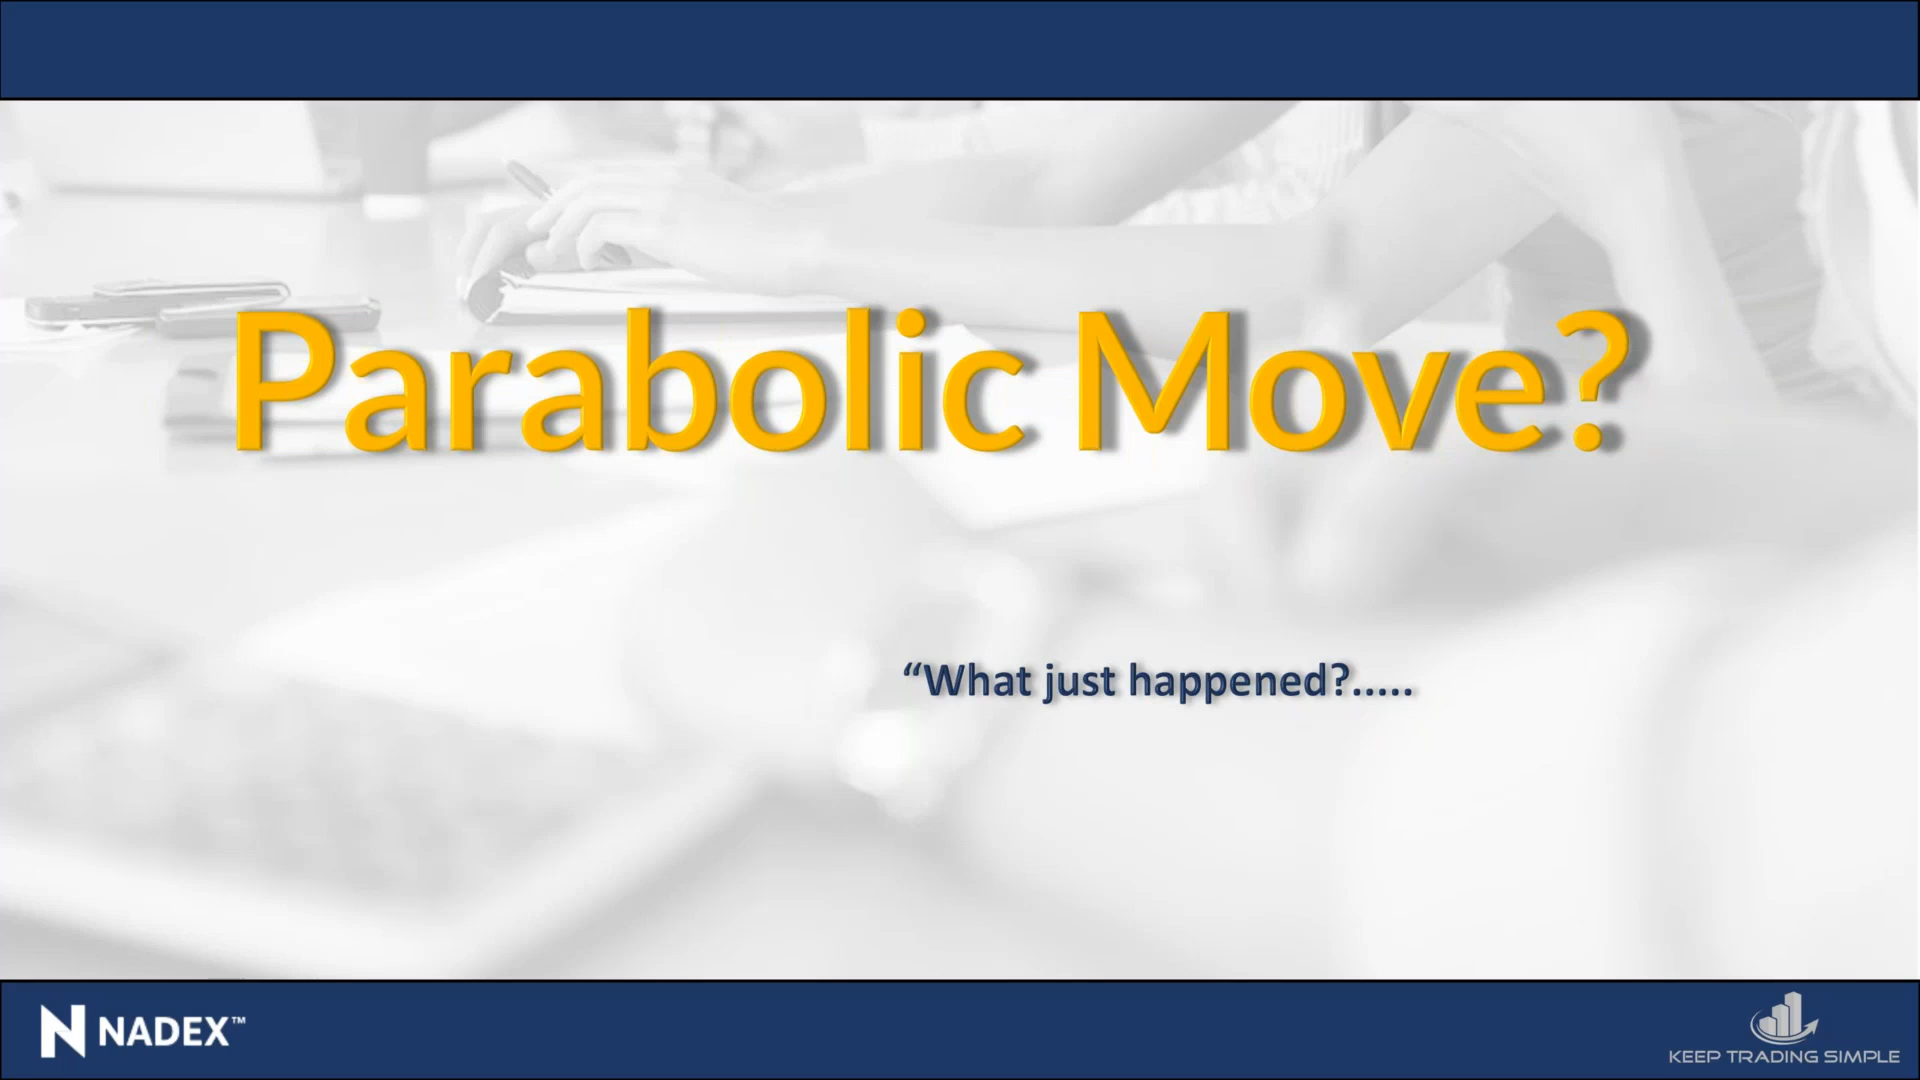 Parabolic Move?
“What just happened?.....
NADEX™
KEEP TRADING SIMPLE